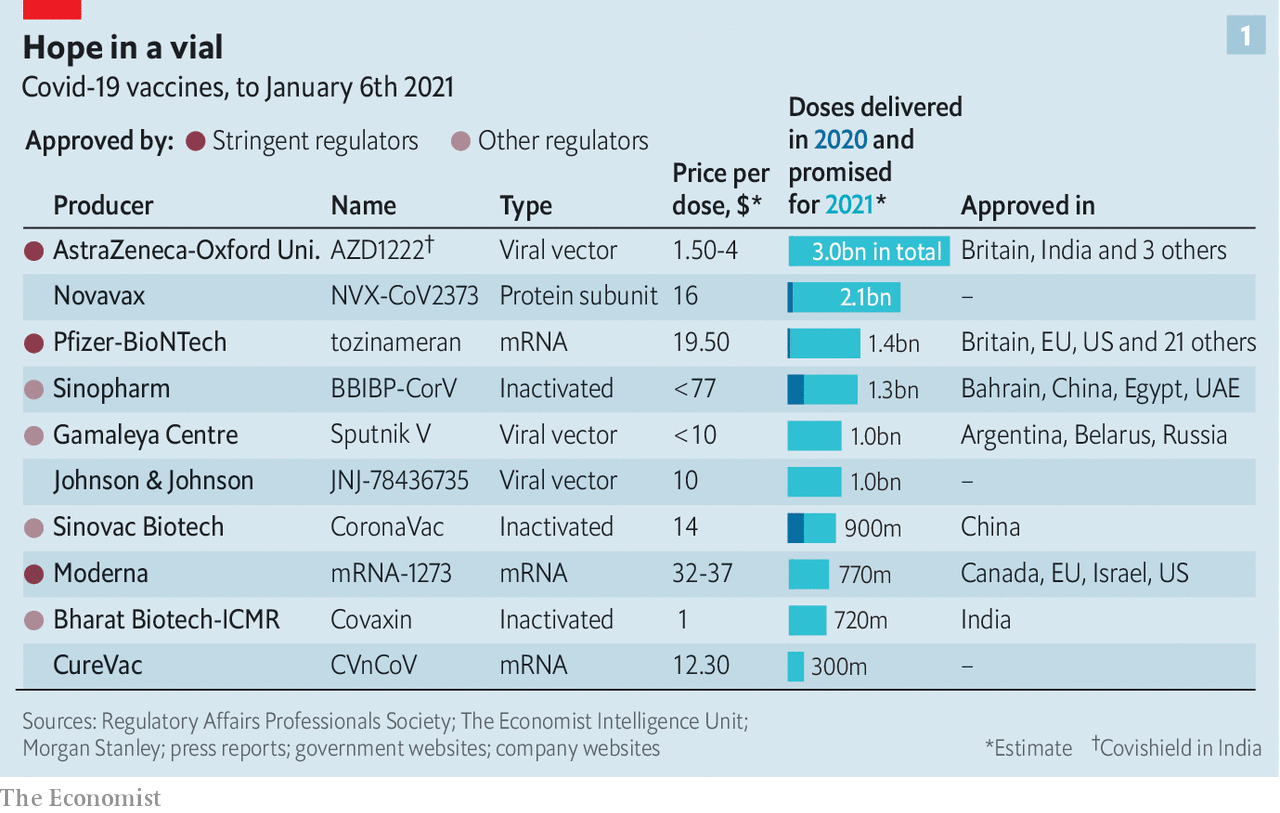 1
Hope in a vial
Covid-19 vaccines, to January 6th 2021
Approved by: Stringent regulators Other regulators
Producer Name Type Price per dose, $* Doses delivered in 2020 and promised for 2021* Approved in
AstraZeneca-Oxford Uni. AZD1222† Viral vector 1.50-4 3.0bn in total Britain, India and 3 others
Novavax NVX-CoV2373 Protein subunit 16 2.1bn –
Pfizer-BioNTech tozinameran mRNA 19.50 1.4bn Britain, EU, US and 21 others
Sinopharm BBIBP-CorV Inactivated <77 1.3bn Bahrain, China, Egypt, UAE
Gamaleya Centre Sputnik V Viral vector <10 1.0bn Argentina, Belarus, Russia
Johnson & Johnson JNJ-78436735 Viral vector 10 1.0bn –
Sinovac Biotech CoronaVac Inactivated 14 900m China
Moderna mRNA-1273 mRNA 32-37 770m Canada, EU, Israel, US
Bharat Biotech-ICMR Covaxin Inactivated 1 720m India
CureVac CVnCoV mRNA 12.30 300m –
Sources: Regulatory Affairs Professionals Society; The Economist Intelligence Unit;
Morgan Stanley; press reports; government websites; company websites
*Estimate †Covishield in India
The Economist